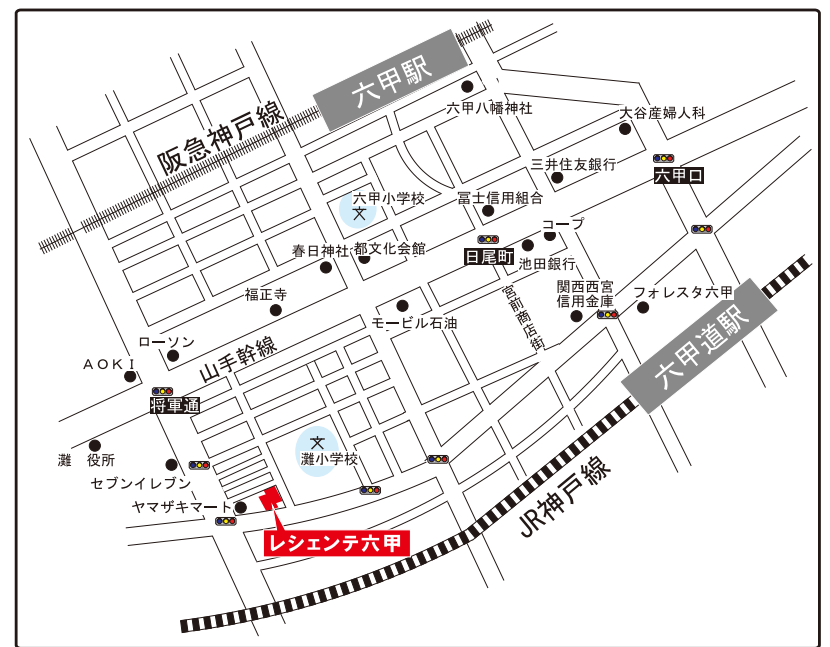 六甲駅
阪急神戸線
六甲八幡神社
大谷産婦人科
三井住友銀行
六甲口
六甲小学校
文
冨士信用組合
コープ
春日神社
都文化会館
日尾町
池田銀行
福正寺
宮前商店街
関西西宮
信用金庫
フォレスタ六甲
モービル石油
ローソン
山手幹線
六甲道駅
AOKI
将軍通
文
灘小学校
灘 役所
セブンイレブン
ヤマザキマート
JR神戸線
レシェンテ六甲